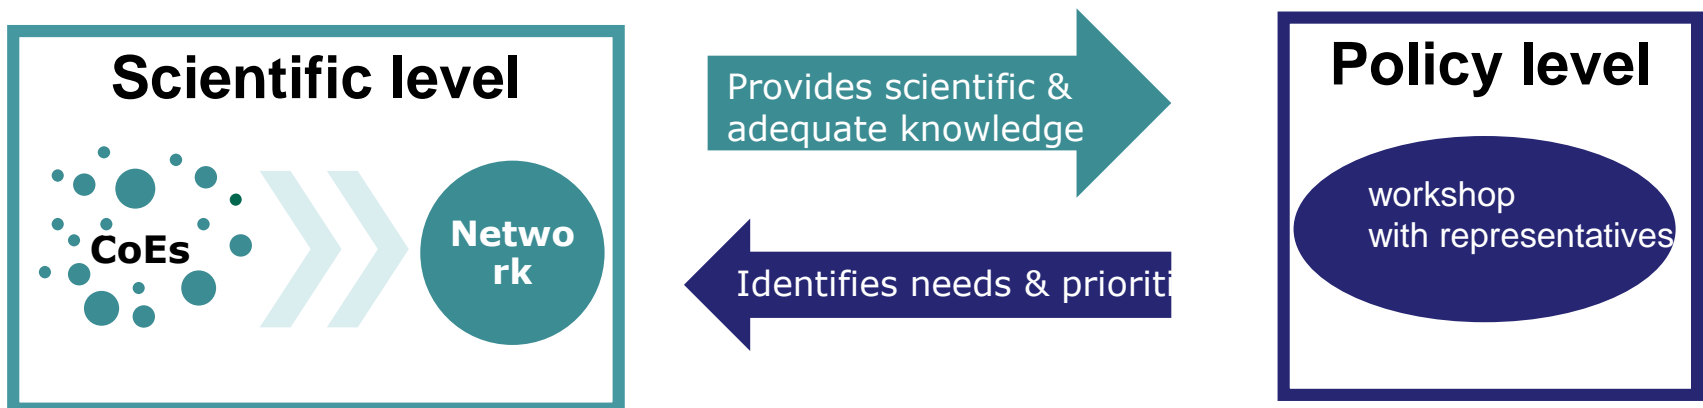 Scientific level
CoEs
Netwo
rk
Provides scientific &
adequate knowledge
Identifies needs & prioriti
Policy level
workshop
with representatives